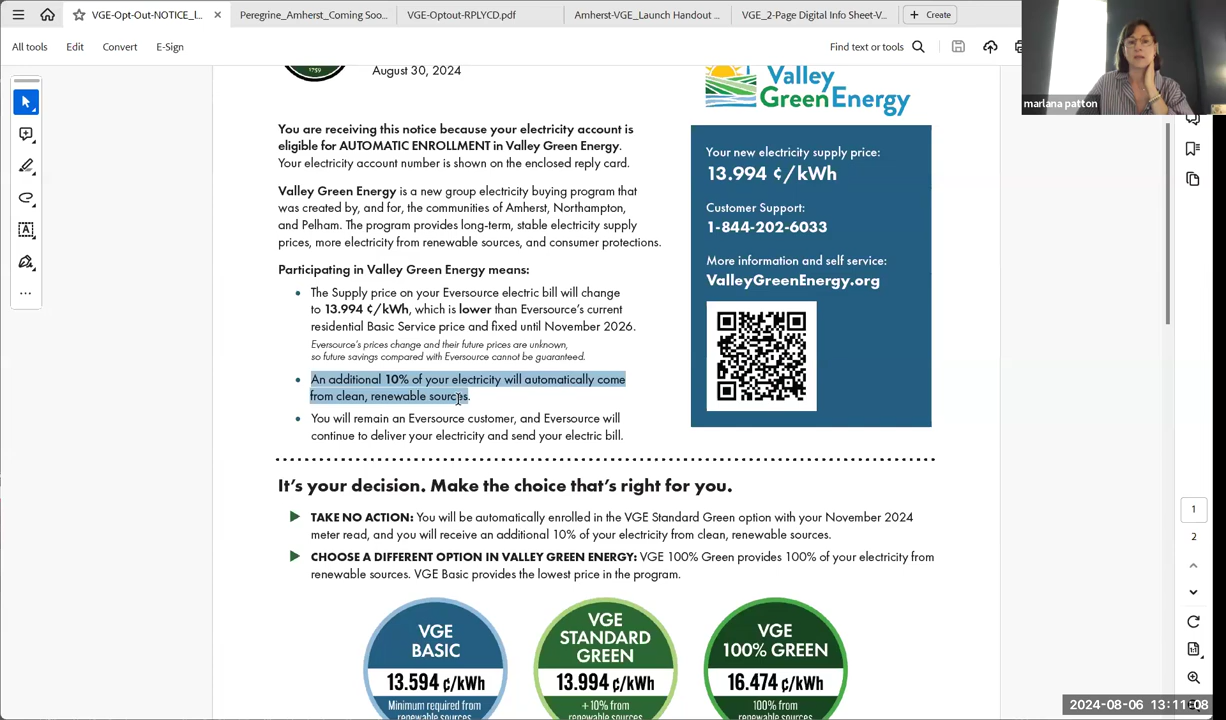 VGE-Opt-Out-NOTICE_l...
Peregrine_Amherst_Coming Soo...
VGE-Optout-RPLYCD.pdf
Amherst-VGE_Launch Handout ...
VGE_2-Page Digital Info Sheet-V...
Create
All tools
Edit
Convert
E-Sign
Find text or tools
marlana patton
1759
August 30, 2024
Valley
GreenEnergy
You are receiving this notice because your electricity account is
eligible for AUTOMATIC ENROLLMENT in Valley Green Energy.
Your electricity account number is shown on the enclosed reply card.
Valley Green Energy is a new group electricity buying program that
was created by, and for, the communities of Amherst, Northampton,
and Pelham. The program provides long-term, stable electricity supply
prices, more electricity from renewable sources, and consumer protections.
Participating in Valley Green Energy means:
• The Supply price on your Eversource electric bill will change
to 13.994 ¢/kWh, which is lower than Eversource's current
residential Basic Service price and fixed until November 2026.
Eversource's prices change and their future prices are unknown,
so future savings compared with Eversource cannot be guaranteed.
• An additional 10% of your electricity will automatically come
from clean, renewable sources.
• You will remain an Eversource customer, and Eversource will
continue to deliver your electricity and send your electric bill.
Your new electricity supply price:
13.994 ¢/kWh
Customer Support:
1-844-202-6033
More information and self service:
ValleyGreenEnergy.org
It's your decision. Make the choice that's right for you.
TAKE NO ACTION: You will be automatically enrolled in the VGE Standard Green option with your November 2024
meter read, and you will receive an additional 10% of your electricity from clean, renewable sources.
CHOOSE A DIFFERENT OPTION IN VALLEY GREEN ENERGY: VGE 100% Green provides 100% of your electricity from
renewable sources. VGE Basic provides the lowest price in the program.
VGE
BASIC
13.594 ¢/kWh
Minimum required from
renewable sources
VGE
STANDARD
GREEN
13.994 ¢/kWh
+10% from
renewable sources
VGE
100% GREEN
16.474 ¢/kWh
100% from
renewable sources
1
2
2024-08-06 13:11:08